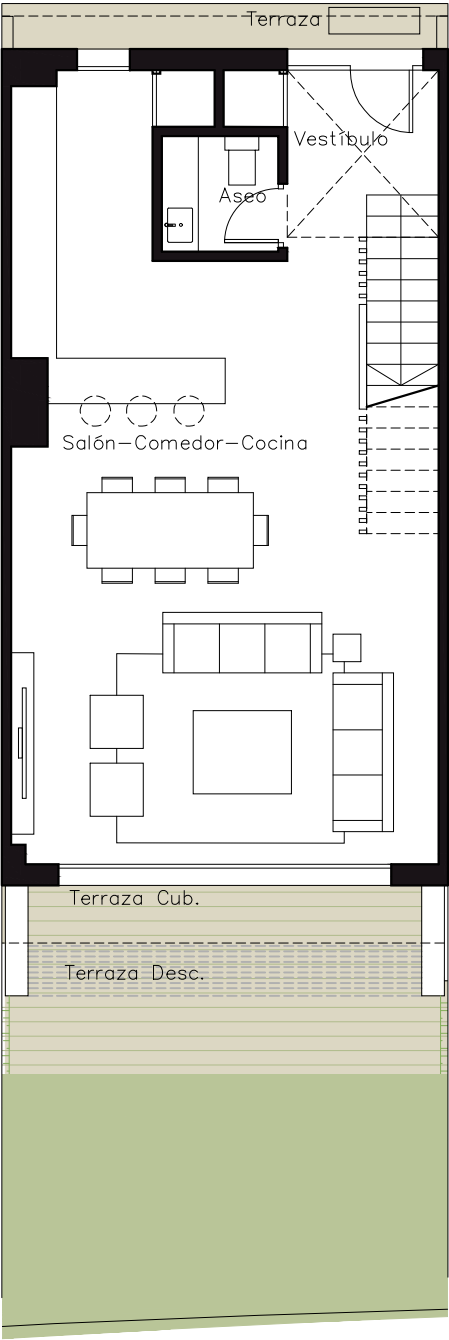 Terraza
Vestíbulo
Aseo
Salón-Comedor-Cocina
Terraza Cub.
Terraza Desc.